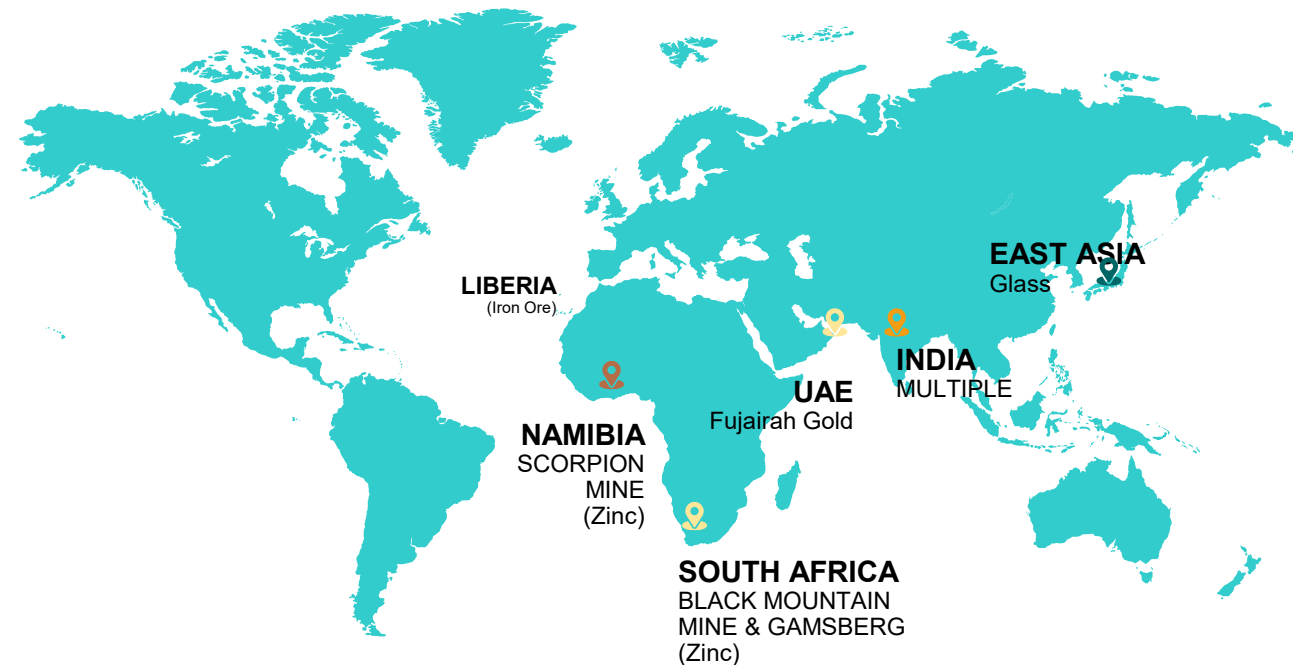 EAST ASIA
Glass
LIBERIA
(Iron Ore)
INDIA
MULTIPLE
UAE
Fujairah Gold
NAMIBIA
SCORPION
MINE
(Zinc)
SOUTH AFRICA
BLACK MOUNTAIN
MINE & GAMSBERG
(Zinc)